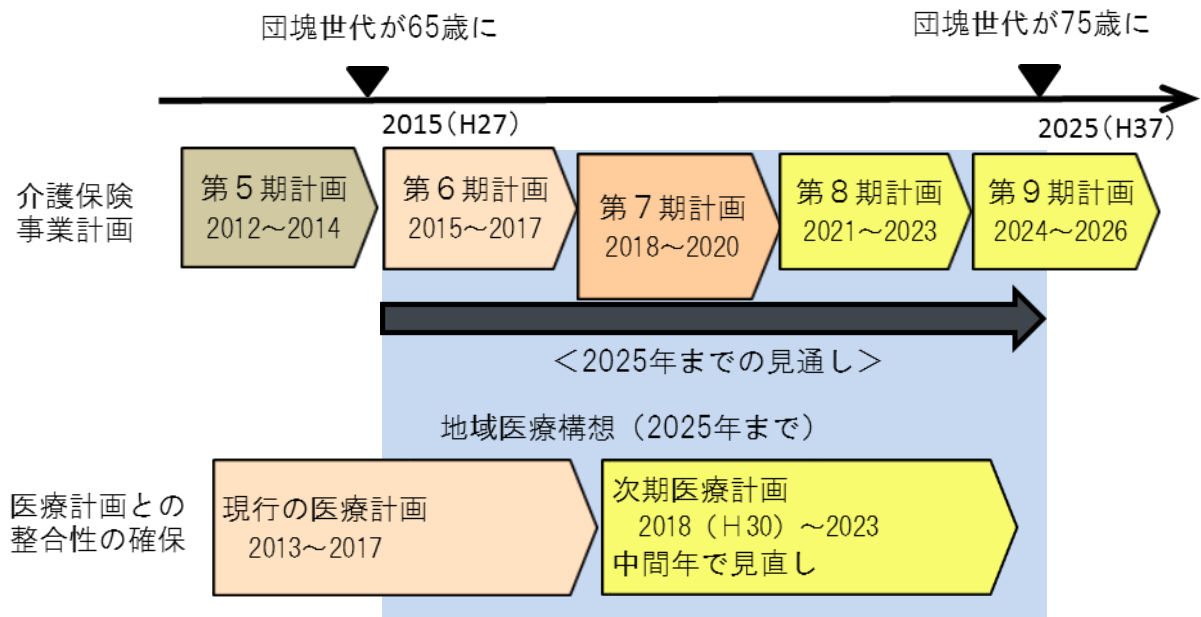 団塊世代が65歳に
団塊世代が75歳に
2015(H27)
2025(H37)
介護保険
事業計画
第５期計画
2012～2014
第６期計画
2015～2017
第７期計画
2018～2020
第８期計画
2021～2023
第９期計画
2024～2026
＜2025年までの見通し＞
地域医療構想（2025年まで）
医療計画との
整合性の確保
現行の医療計画
2013～2017
次期医療計画
2018（Ｈ30）～2023
中間年で見直し